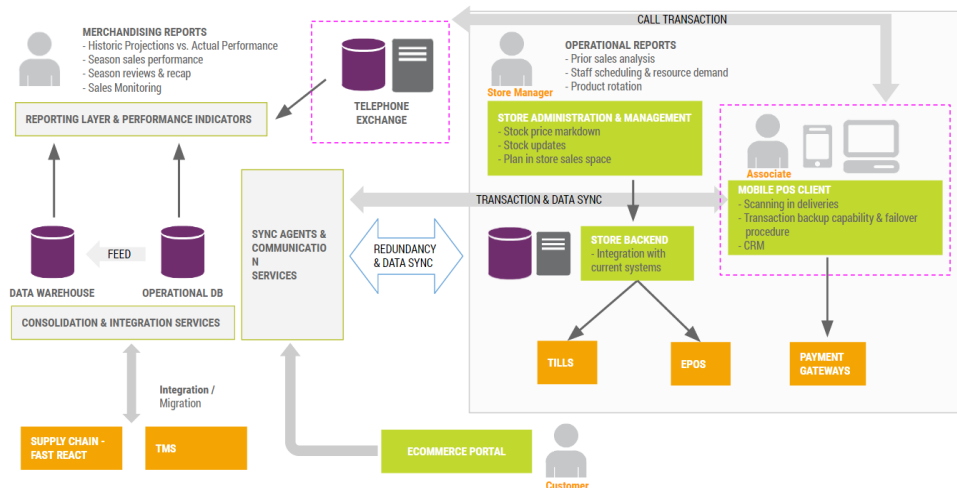 CALL TRANSACTION
MERCHANDISING REPORTS
- Historic Projections vs. Actual Performance
- Season sales performance
- Season reviews & recap
- Sales Monitoring
REPORTING LAYER & PERFORMANCE INDICATORS
TELEPHONE
EXCHANGE
OPERATIONAL REPORTS
- Prior sales analysis
- Staff scheduling & resource demand
- Product rotation
Store Manager
STORE ADMINISTRATION & MANAGEMENT
- Stock price markdown
- Stock updates
- Plan in store sales space
Associate
MOBILE POS CLIENT
- Scanning in deliveries
- Transaction backup capability & failover
procedure
- CRM
TRANSACTION & DATA SYNC
SYNC AGENTS &
COMMUNICATIO
N
SERVICES
REDUNDANCY
& DATA SYNC
STORE BACKEND
- Integration with
current systems
FEED
DATA WAREHOUSE
OPERATIONAL DB
CONSOLIDATION & INTEGRATION SERVICES
TILLS
EPOS
PAYMENT
GATEWAYS
Integration /
Migration
SUPPLY CHAIN -
FAST REACT
TMS
ECOMMERCE PORTAL
Customer